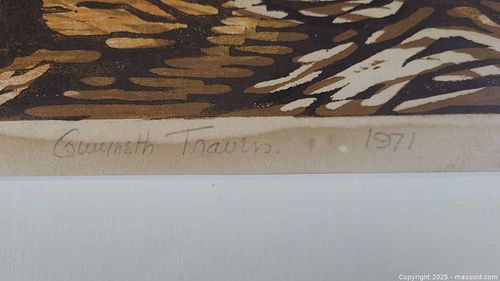 Gwyneth Travers. 1971
Copyright 2025 - maxsold.com